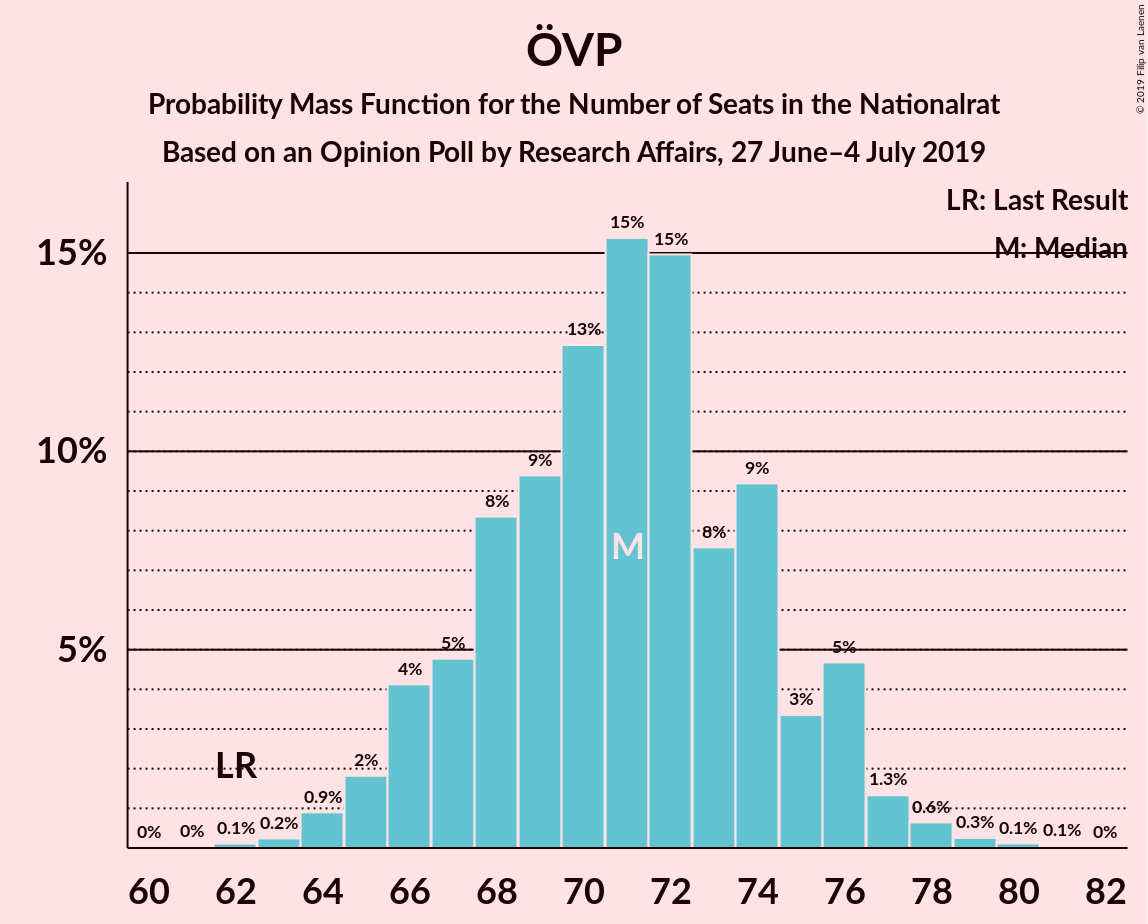 ÖVP
Probability Mass Function for the Number of Seats in the Nationalrat
Based on an Opinion Poll by Research Affairs, 27 June–4 July 2019
© 2019 Filip van Laenen
LR: Last Result
M: Median
15%
10%
5%
0%
0%
0.1%
0.2%
0.9%
2%
4%
5%
8%
9%
13%
15%
15%
8%
9%
3%
5%
1.3%
0.6%
0.3%
0.1%
0.1%
0%
LR
M
60 62 64 66 68 70 72 74 76 78 80 82